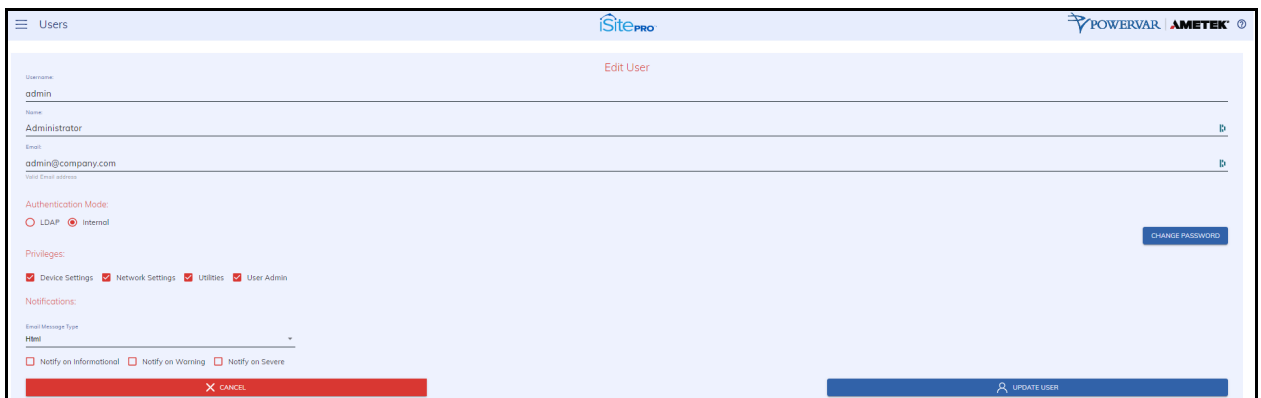 Users iSitePRO POWERVAR AMETEK
Edit User
Username:
admin
Name:
Administrator
Email:
admin@company.com
Valid Email address
Authentication Mode:
LDAP Internal
CHANGE PASSWORD
Privileges:
Device Settings Network Settings Utilities User Admin
Notifications:
Email Message Type
Html
Notify on Informational Notify on Warning Notify on Severe
CANCEL UPDATE USER